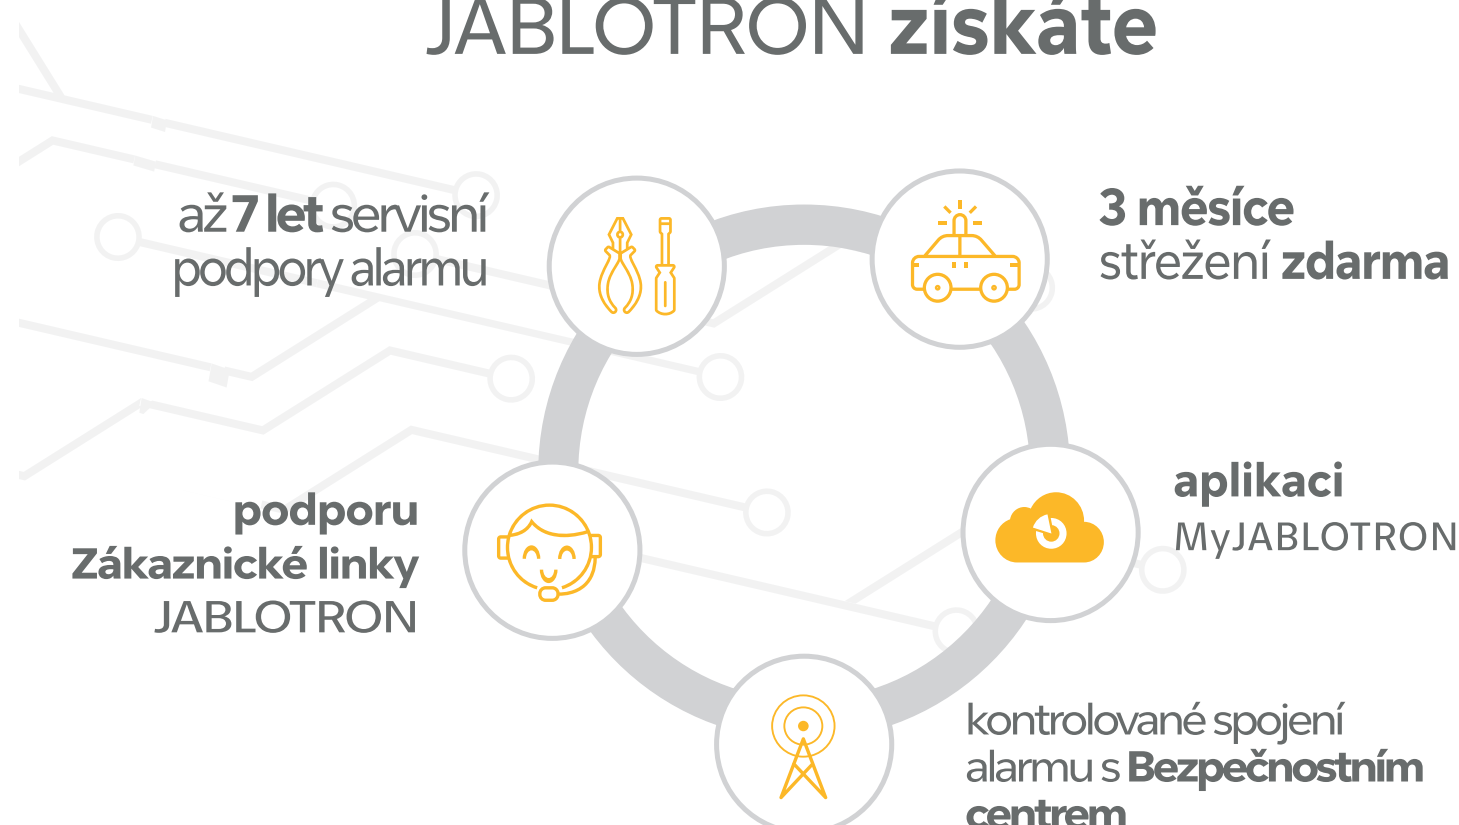 JABLOTRON získáte
až 7 let servisní
podpory alarmu
3 měsíce
střežení zdarma
podporu
Zákaznické linky
JABLOTRON
aplikaci
MyJABLOTRON
kontrolované spojení
alarmu s Bezpečnostním
centrem